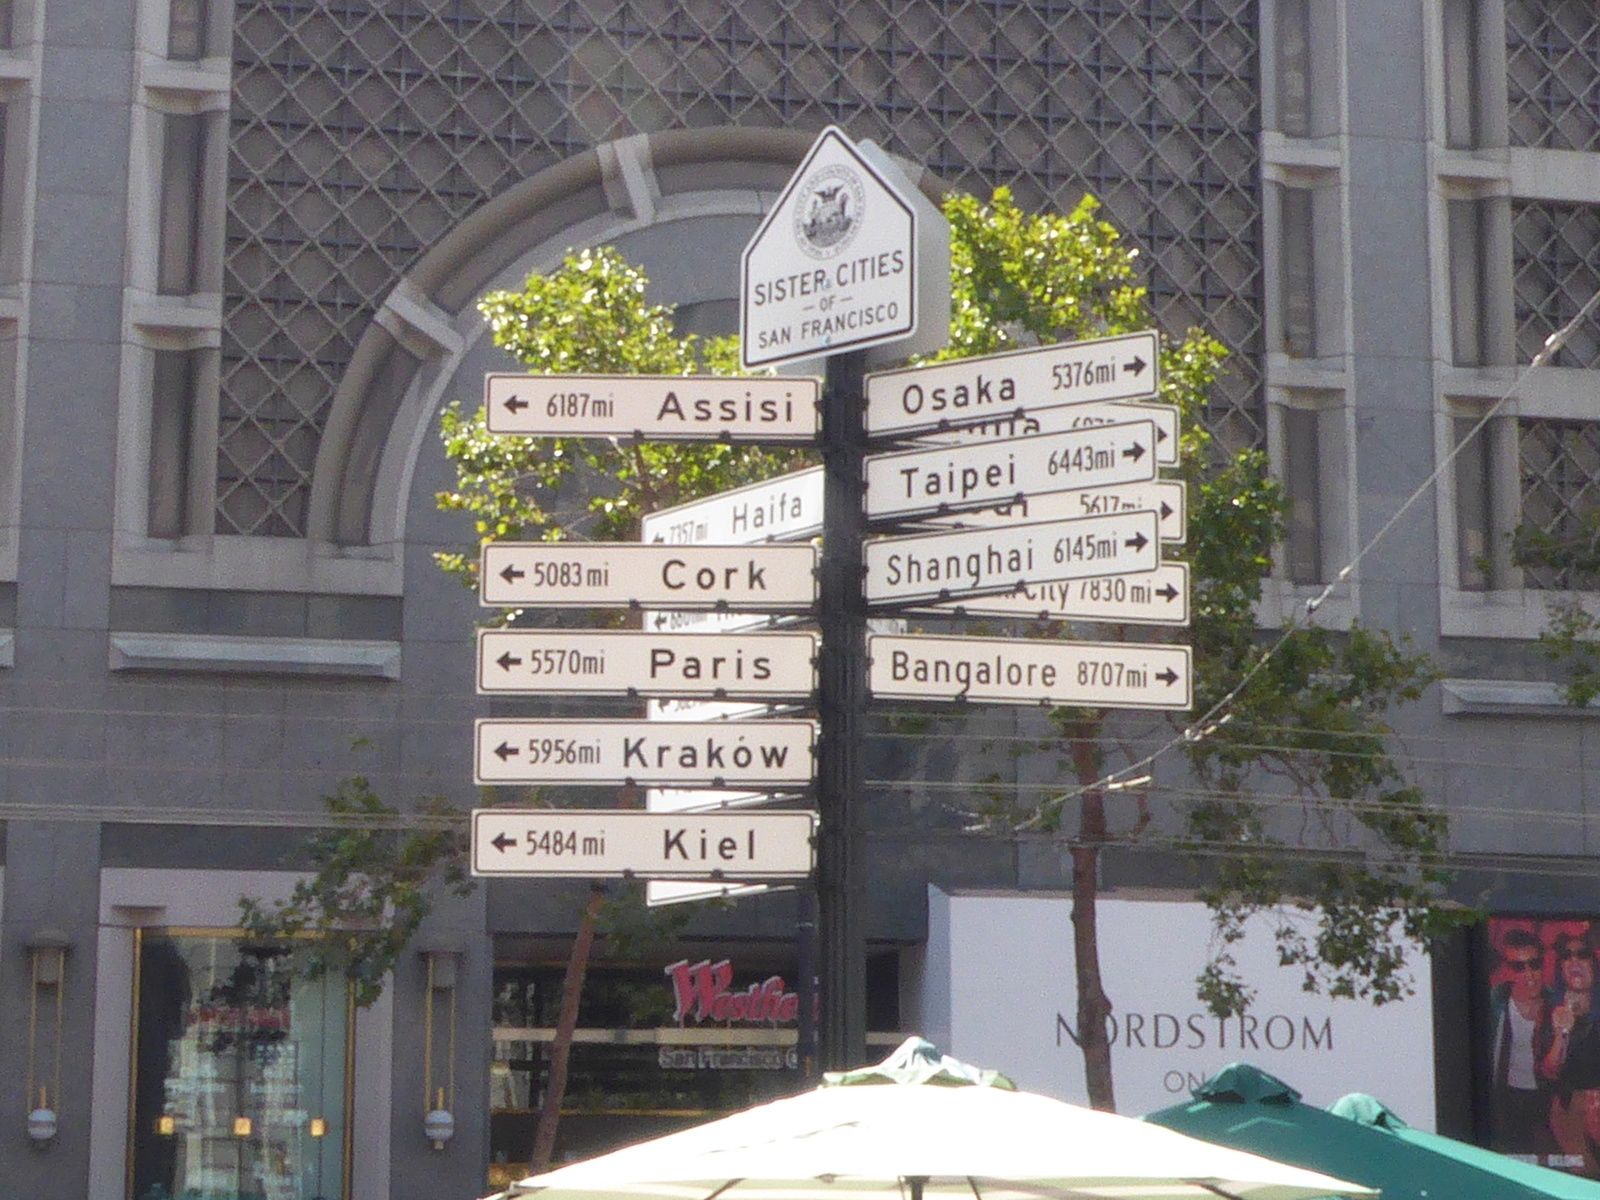 SISTER CITIES
OF
SAN FRANCISCO
← 6187mi Assisi
Osaka 5376mi →
Taipei 6443mi →
← 7357mi Haifa
5617mi →
← 5083mi Cork
Shanghai 6145mi →
City 7830mi →
← 5570mi Paris
Bangalore 8707mi →
← 5956mi Kraków
← 5484mi Kiel
San Francisco
NORDSTROM